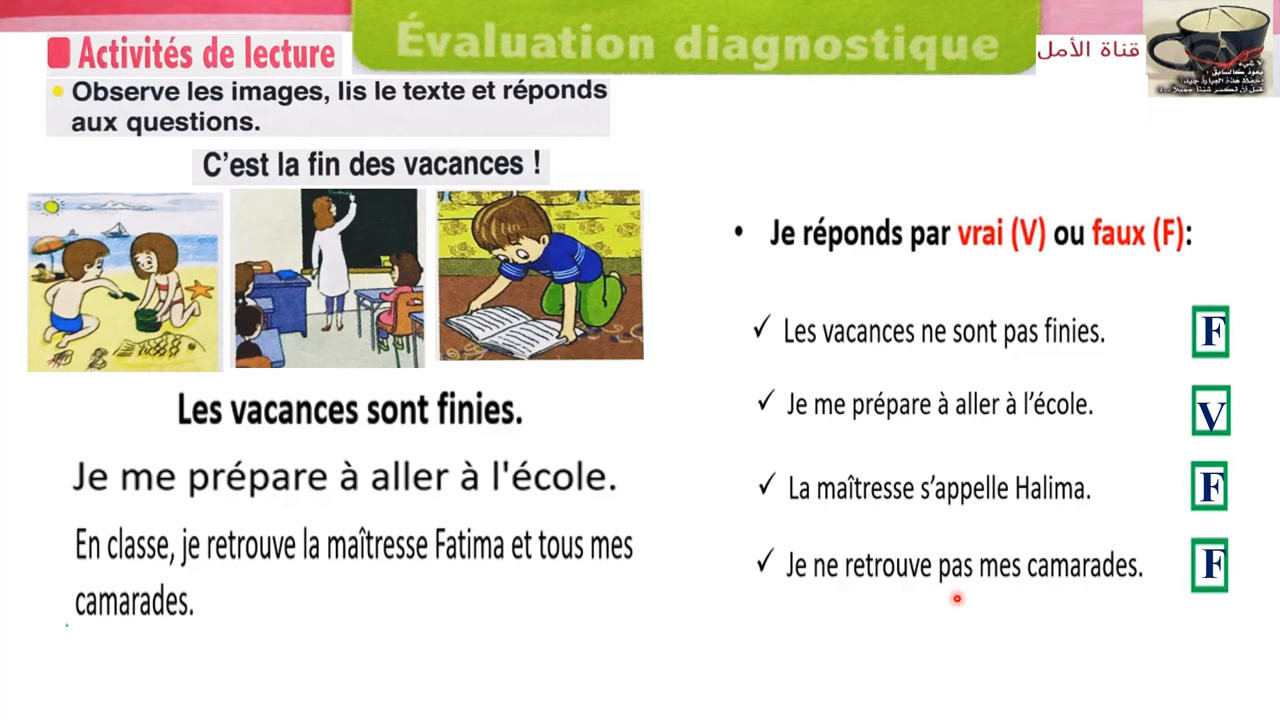 Évaluation diagnostique
قناة الأمل
Activités de lecture
Observe les images, lis le texte et réponds
aux questions.
C'est la fin des vacances !
Les vacances sont finies.
Je me prépare à aller à l'école.
En classe, je retrouve la maîtresse Fatima et tous mes
camarades.
• Je réponds par vrai (V) ou faux (F):
✓ Les vacances ne sont pas finies. F
✓ Je me prépare à aller à l'école. V
✓ La maîtresse s'appelle Halima. F
✓ Je ne retrouve pas mes camarades. F